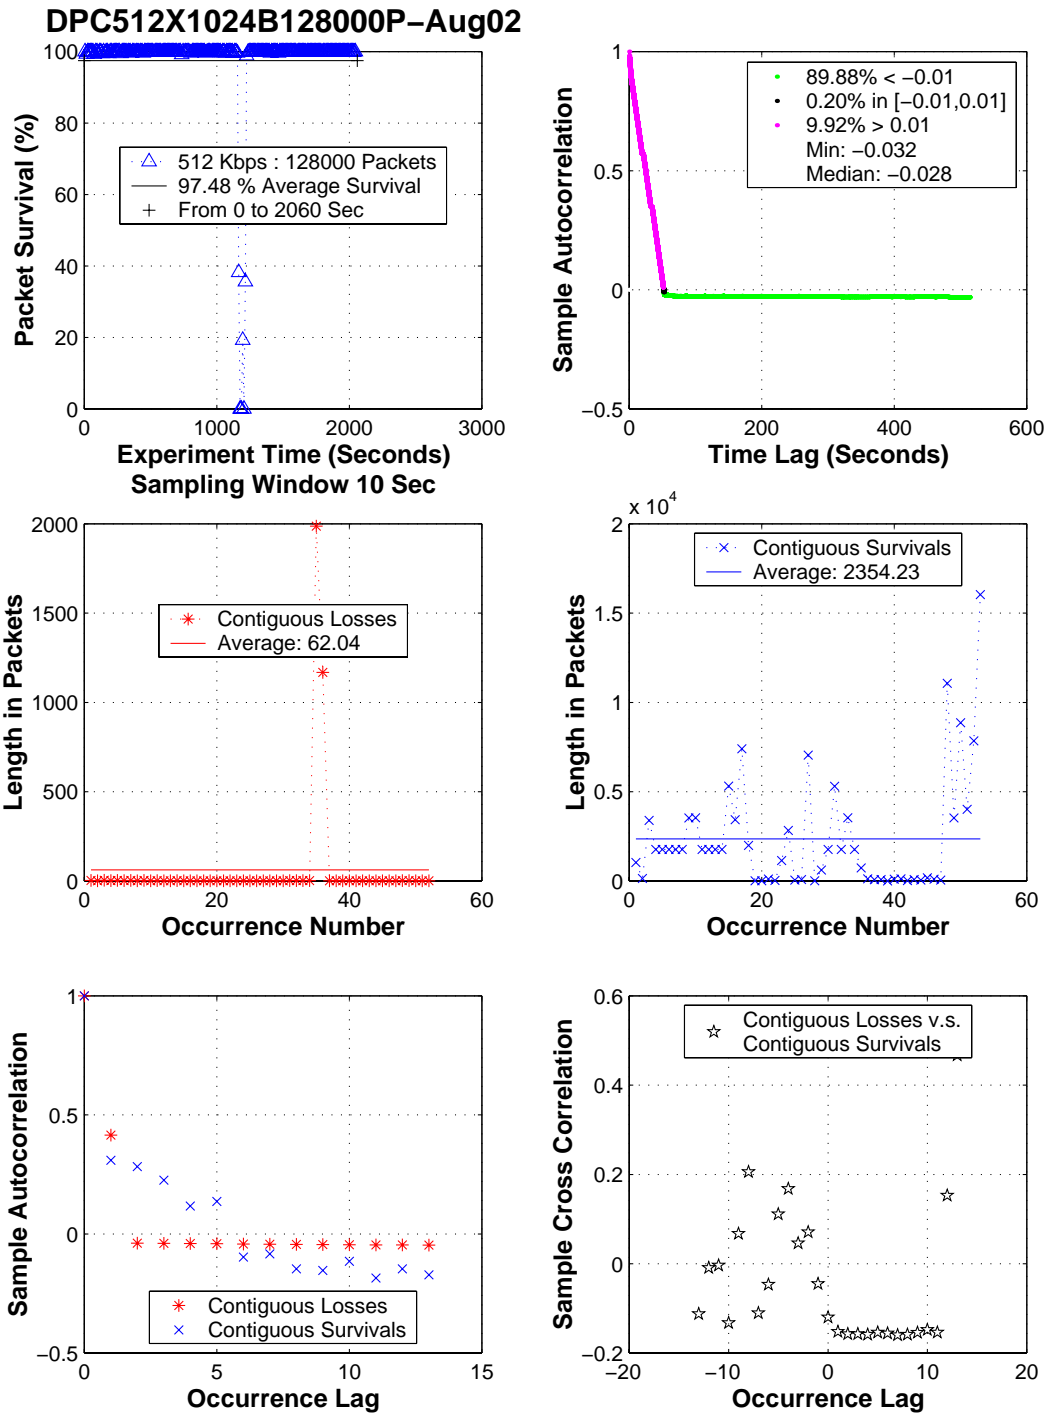 DPC512X1024B128000P−Aug02
100
80
60
40
20
0
0
1000
2000
3000
Packet Survival (%)
512 Kbps : 128000 Packets
97.48 % Average Survival
From 0 to 2060 Sec
Experiment Time (Seconds)
Sampling Window 10 Sec
1
0.5
0
−0.5
0
200
400
600
Sample Autocorrelation
89.88% < −0.01
0.20% in [−0.01,0.01]
9.92% > 0.01
Min: −0.032
Median: −0.028
Time Lag (Seconds)
2000
1500
1000
500
0
0
20
40
60
Length in Packets
Contiguous Losses
Average: 62.04
Occurrence Number
x 10^4
2
1.5
1
0.5
0
0
20
40
60
Length in Packets
Contiguous Survivals
Average: 2354.23
Occurrence Number
1
0.5
0
−0.5
0
5
10
15
Sample Autocorrelation
Contiguous Losses
Contiguous Survivals
Occurrence Lag
0.6
0.4
0.2
0
−0.2
−20
−10
0
10
20
Sample Cross Correlation
Contiguous Losses v.s.
Contiguous Survivals
Occurrence Lag